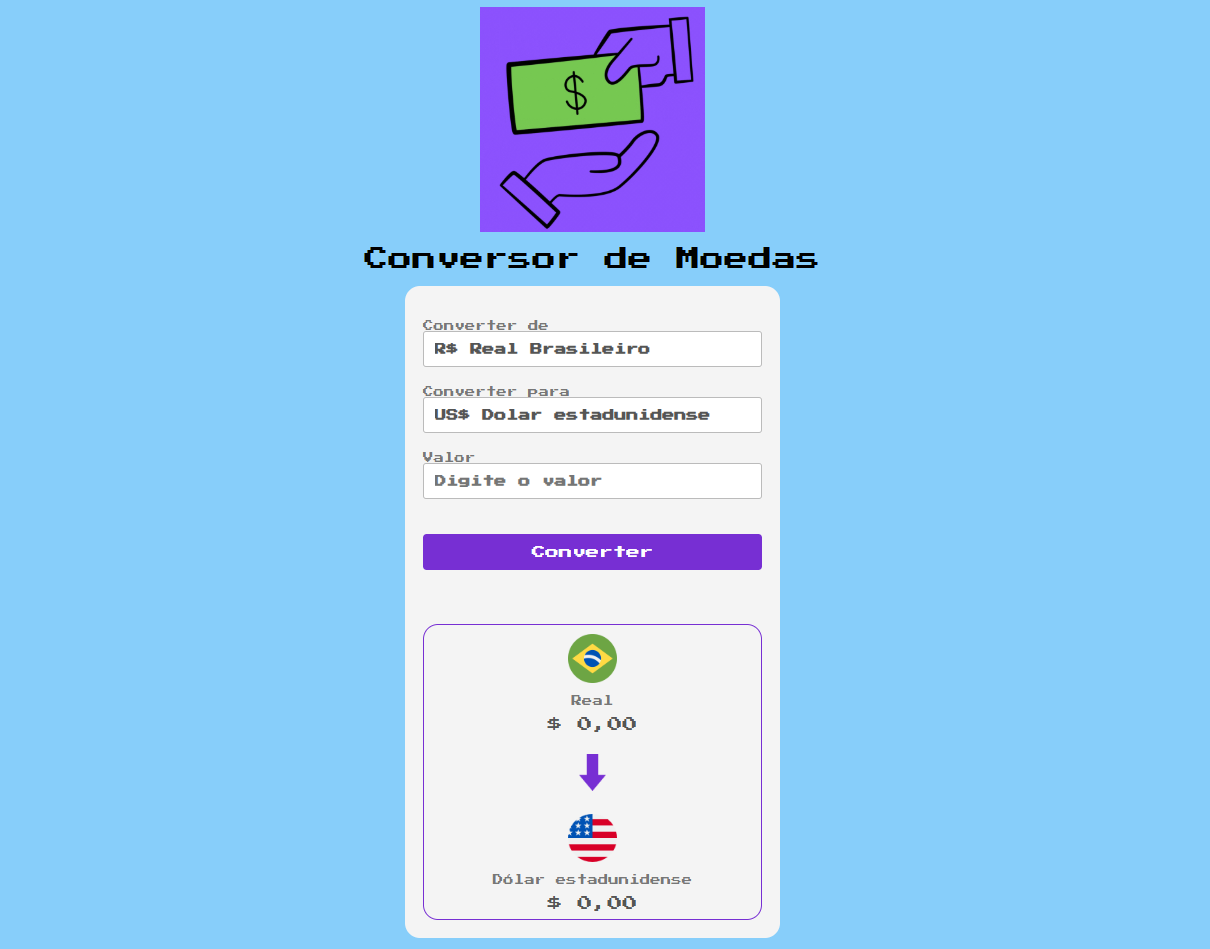 $
Conversor de Moedas
Converter de
R$ Real Brasileiro
Converter para
US$ Dolar estadunidense
Valor
Digite o valor
Converter
Real
$ 0,00
Dólar estadunidense
$ 0,00